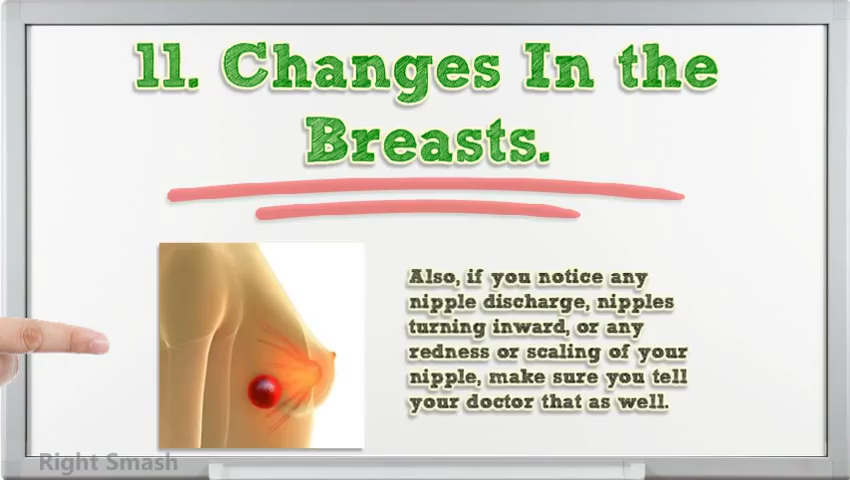 11. Changes In the
Breasts.
Also, if you notice any
nipple discharge, nipples
turning inward, or any
redness or scaling of your
nipple, make sure you tell
your doctor that as well.
Right Smash